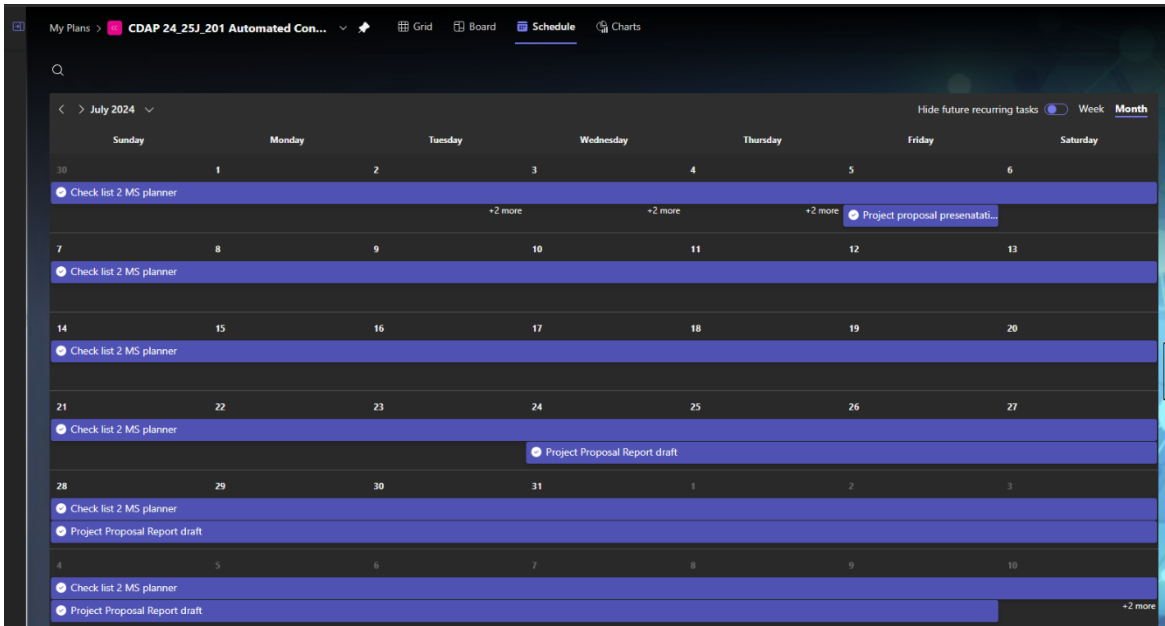 My Plans > CDAP 24_25J_201 Automated Con... Grid Board Schedule Charts
July 2024 Hide future recurring tasks Week Month
Sunday Monday Tuesday Wednesday Thursday Friday Saturday
30 1 2 3 4 5 6
Check list 2 MS planner
+2 more +2 more +2 more Project proposal presenatati...
7 8 9 10 11 12 13
Check list 2 MS planner
14 15 16 17 18 19 20
Check list 2 MS planner
21 22 23 24 25 26 27
Check list 2 MS planner
Project Proposal Report draft
28 29 30 31 1 2 3
Check list 2 MS planner
Project Proposal Report draft
4 5 6 7 8 9 10
Check list 2 MS planner
Project Proposal Report draft +2 more